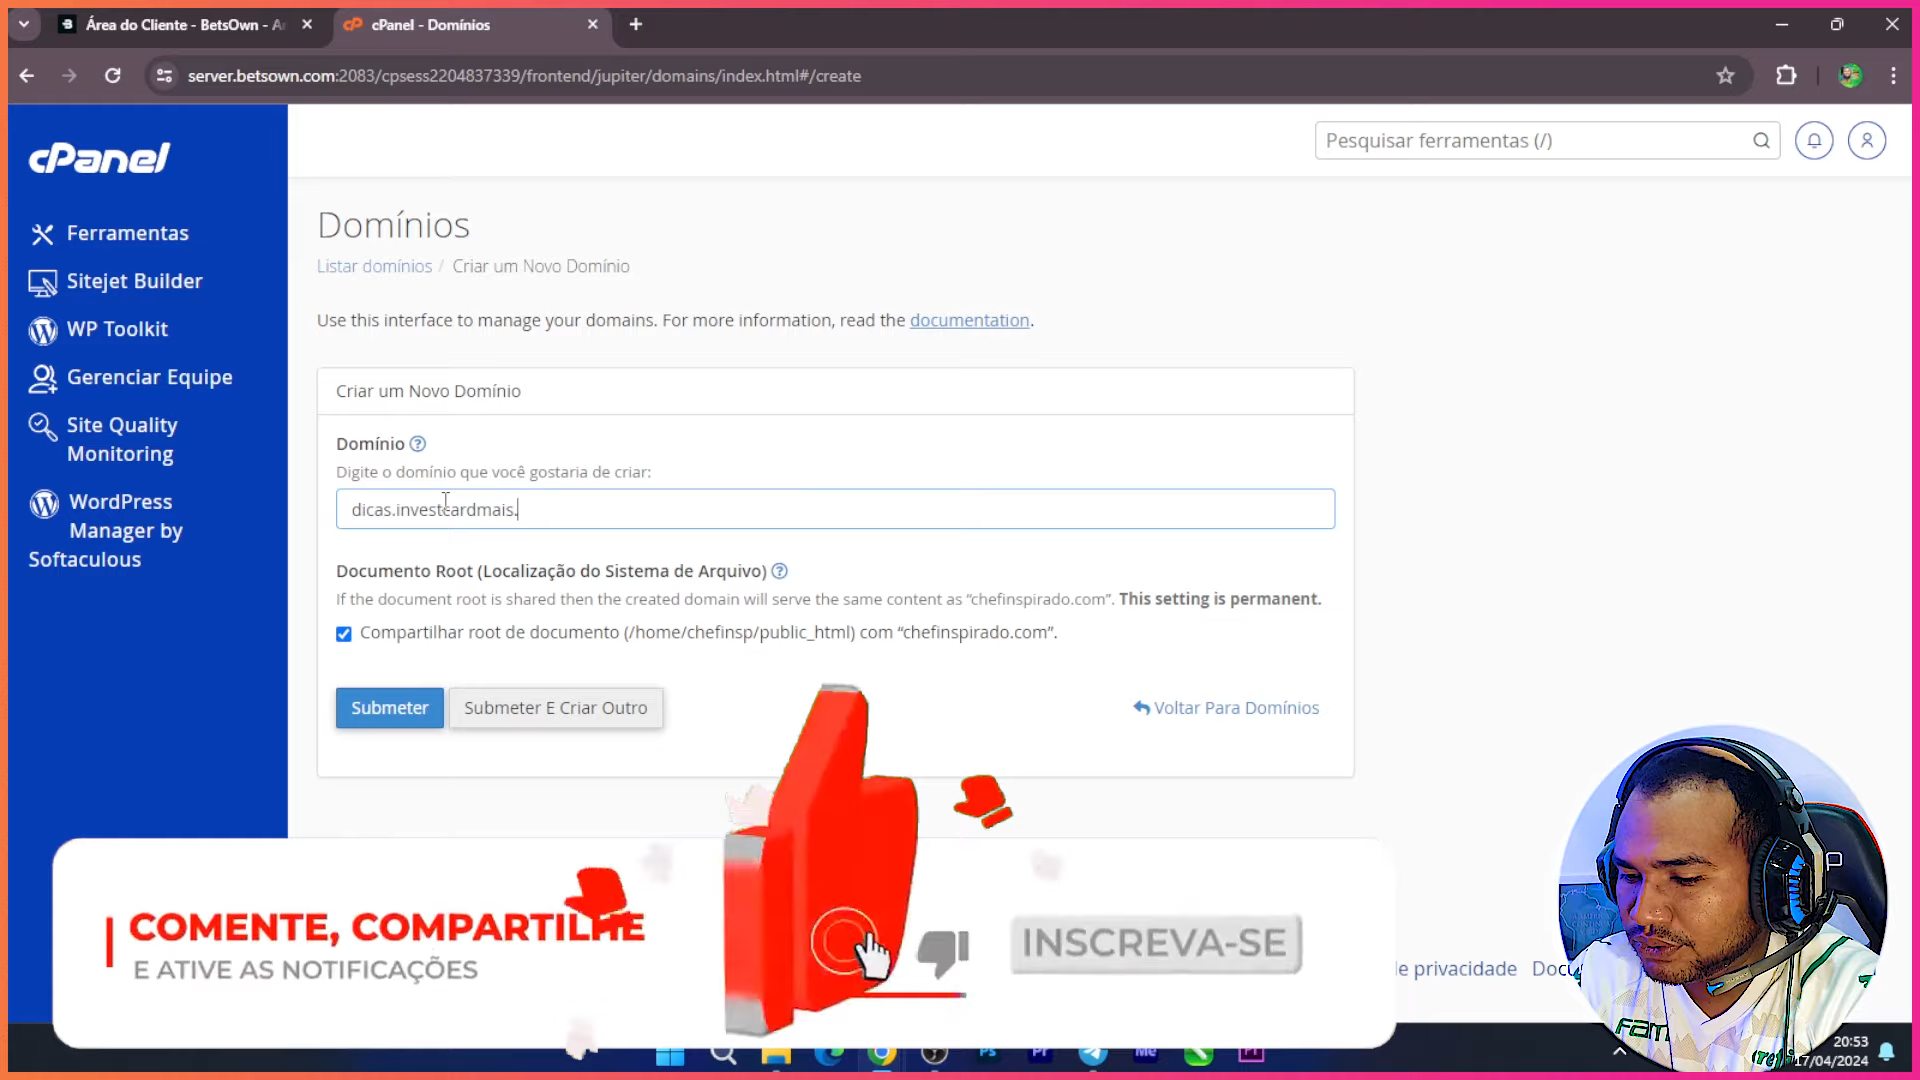 Área do Cliente - BetsOwn - Ar
cPanel - Domínios
server.betsown.com:2083/cpsess2204837339/frontend/jupiter/domains/index.html#/create
cPanel
Pesquisar ferramentas (/)
Ferramentas
Sitejet Builder
WP Toolkit
Gerenciar Equipe
Site Quality
Monitoring
WordPress
Manager by
Softaculous
Domínios
Listar domínios / Criar um Novo Domínio
Use this interface to manage your domains. For more information, read the documentation.
Criar um Novo Domínio
Domínio
Digite o domínio que você gostaria de criar:
dicas.investcardmais.
Documento Root (Localização do Sistema de Arquivo)
If the document root is shared then the created domain will serve the same content as “chefinspirado.com”. This setting is permanent.
Compartilhar root de documento (/home/chefinsp/public_html) com “chefinspirado.com”.
Submeter
Submeter E Criar Outro
Voltar Para Domínios
COMENTE, COMPARTILHE
E ATIVE AS NOTIFICAÇÕES
INSCREVA-SE
de privacidade
Ps
Pr
Me
20:53
17/04/2024